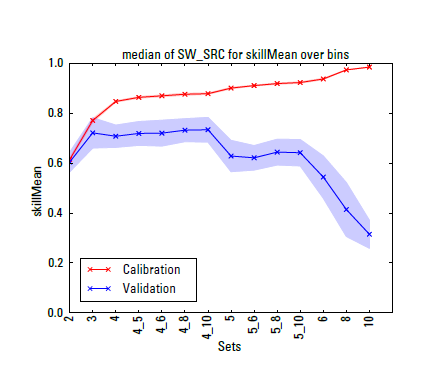 median of SW_SRC for skillMean over bins
1.0
0.8
0.6
0.4
0.2
0.0
skillMean
Calibration
Validation
2 3 4 4_5 4_6 4_8 4_10 5 5_6 5_8 5_10 6 8 10
Sets